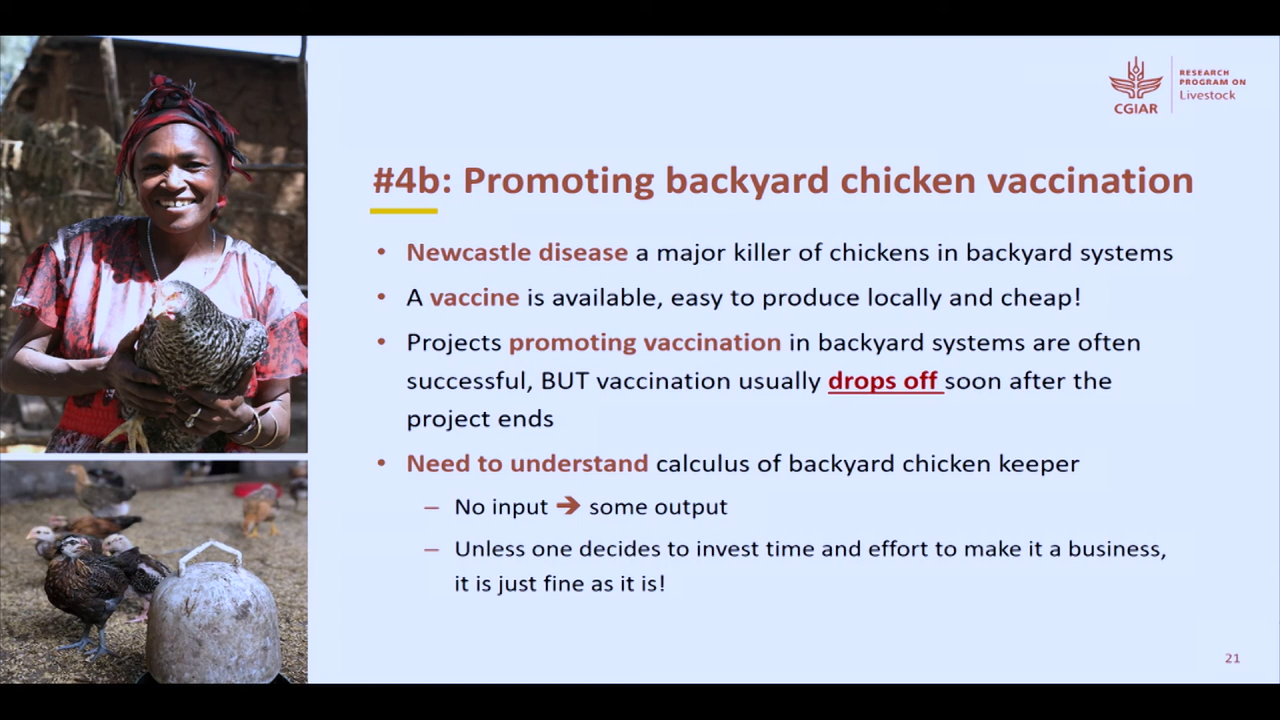 CGIAR
RESEARCH
PROGRAM ON
Livestock
#4b: Promoting backyard chicken vaccination
• Newcastle disease a major killer of chickens in backyard systems
• A vaccine is available, easy to produce locally and cheap!
• Projects promoting vaccination in backyard systems are often
successful, BUT vaccination usually drops off soon after the
project ends
• Need to understand calculus of backyard chicken keeper
– No input ➔ some output
– Unless one decides to invest time and effort to make it a business,
it is just fine as it is!
21